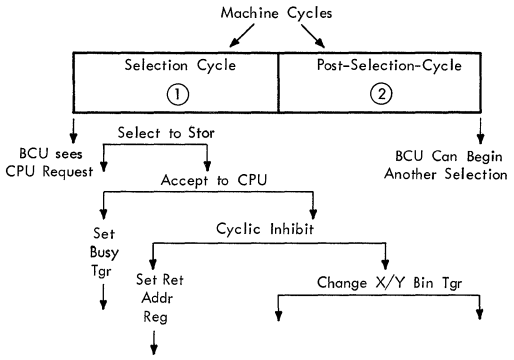 Machine Cycles
Selection Cycle
Post-Selection-Cycle
1
2
BCU sees
CPU Request
Select to Stor
BCU Can Begin
Another Selection
Accept to CPU
Set
Busy
Tgr
Cyclic Inhibit
Set Ret
Addr
Reg
Change X/Y Bin Tgr